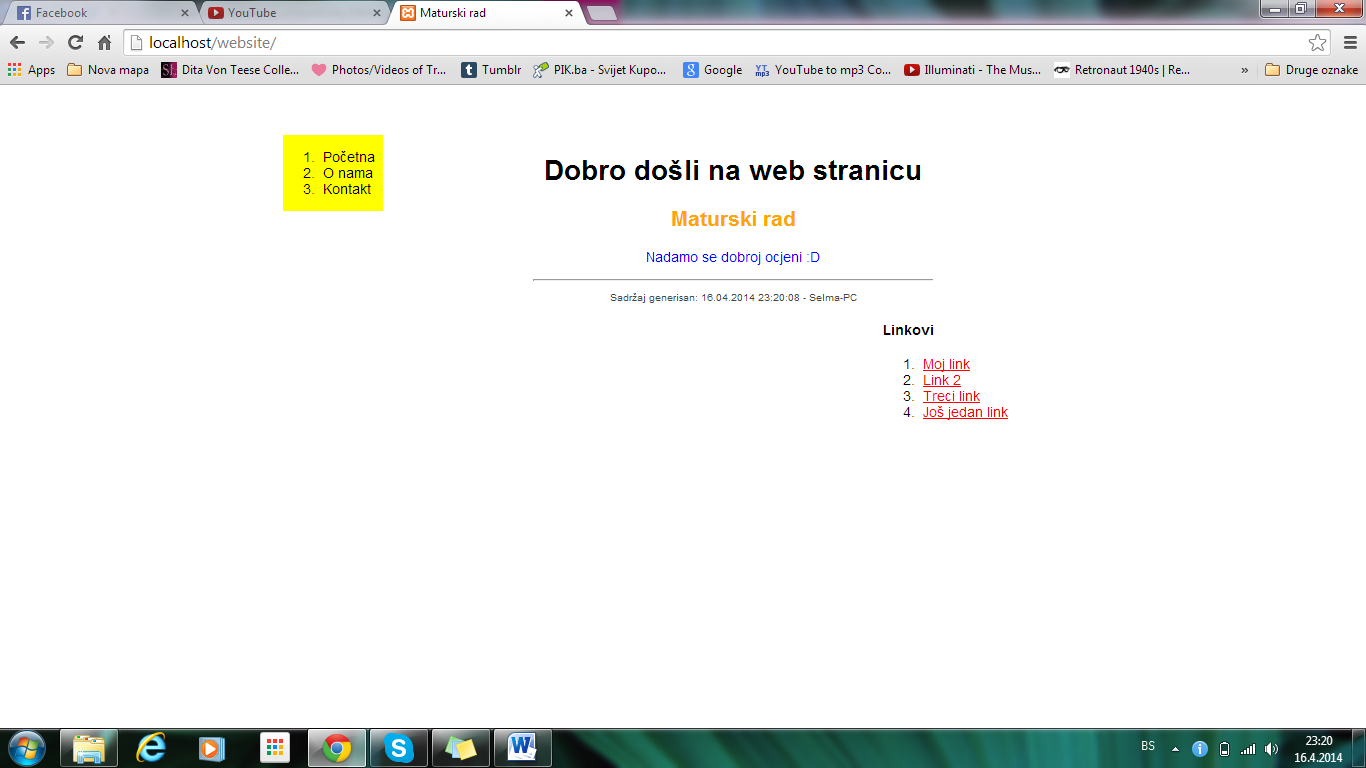 Facebook
YouTube
Maturski rad
localhost/website/
Apps
Nova mapa
Dita Von Teese Colle...
Photos/Videos of Tr...
Tumblr
PIK.ba - Svijet Kupo...
Google
YouTube to mp3 Co...
Illuminati - The Mus...
Retronaut 1940s | Re...
»
Druge oznake
1. Početna
2. O nama
3. Kontakt
Dobro došli na web stranicu
Maturski rad
Nadamo se dobroj ocjeni :D
Sadržaj generisan: 16.04.2014 23:20:08 - Selma-PC
Linkovi
1. Moj link
2. Link 2
3. Treci link
4. Još jedan link
BS
23:20
16.4.2014